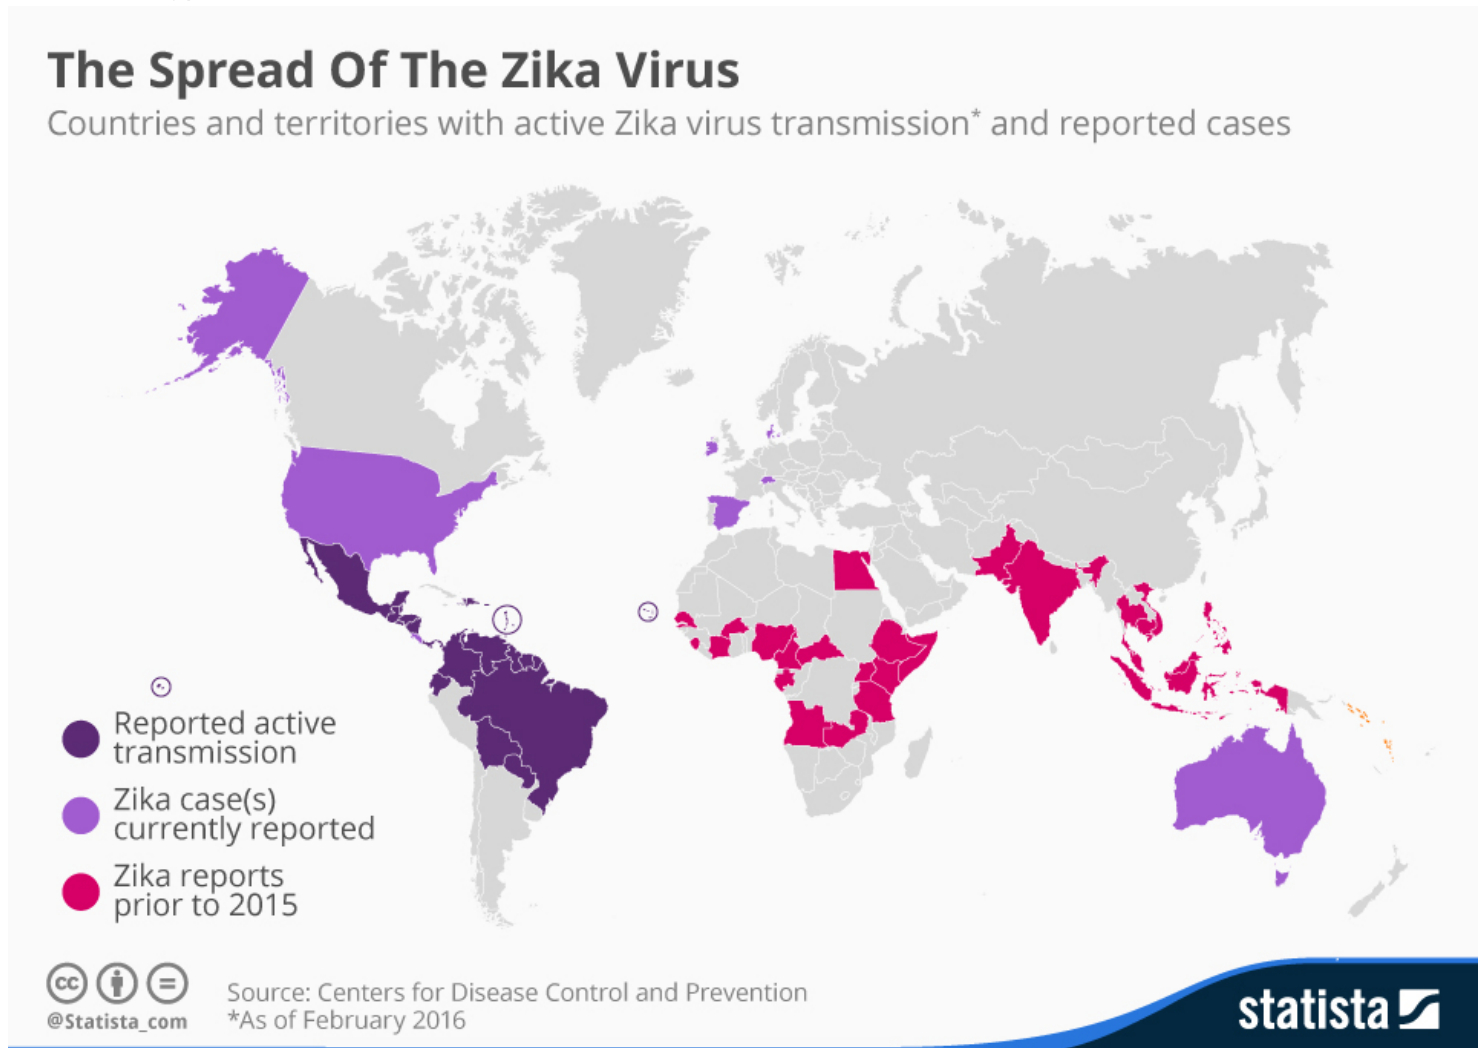 The Spread Of The Zika Virus
Countries and territories with active Zika virus transmission* and reported cases
Reported active
transmission
Zika case(s)
currently reported
Zika reports
prior to 2015
cc
@Statista_com
Source: Centers for Disease Control and Prevention
*As of February 2016
statista